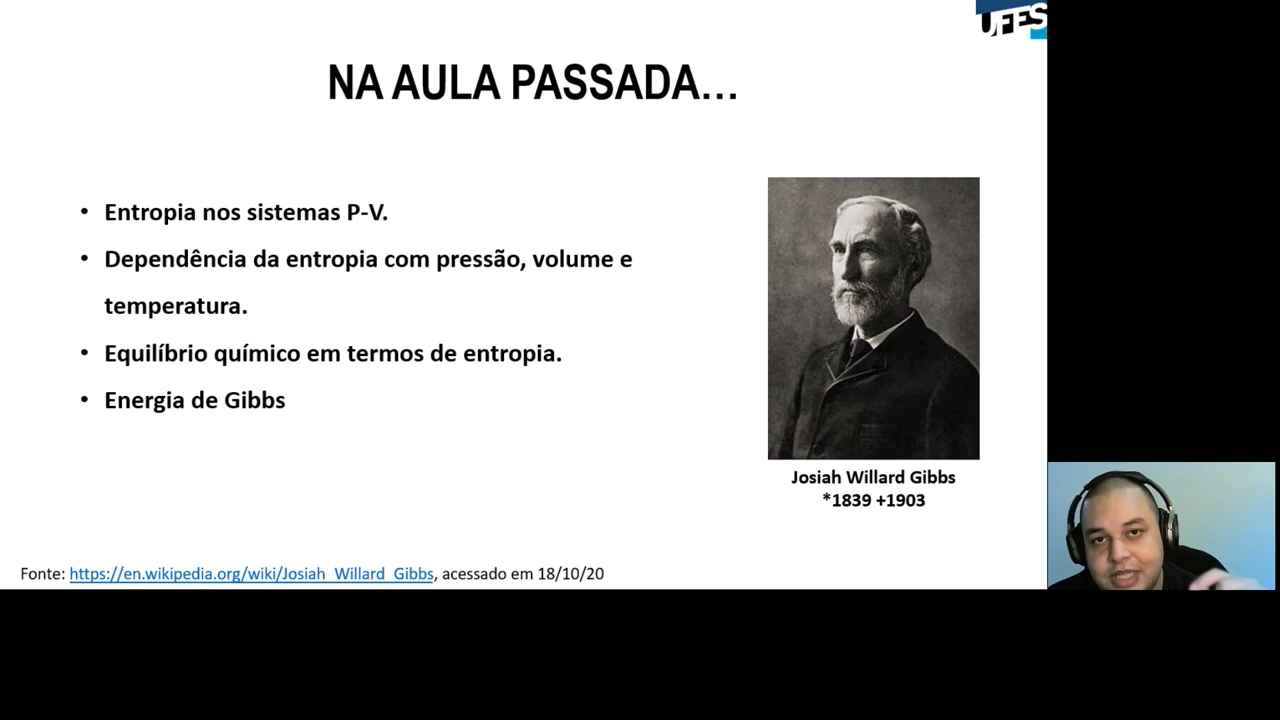 UFES
NA AULA PASSADA...
• Entropia nos sistemas P-V.
• Dependência da entropia com pressão, volume e
temperatura.
• Equilíbrio químico em termos de entropia.
• Energia de Gibbs
Josiah Willard Gibbs
*1839 +1903
Fonte: https://en.wikipedia.org/wiki/Josiah_Willard_Gibbs, acessado em 18/10/20